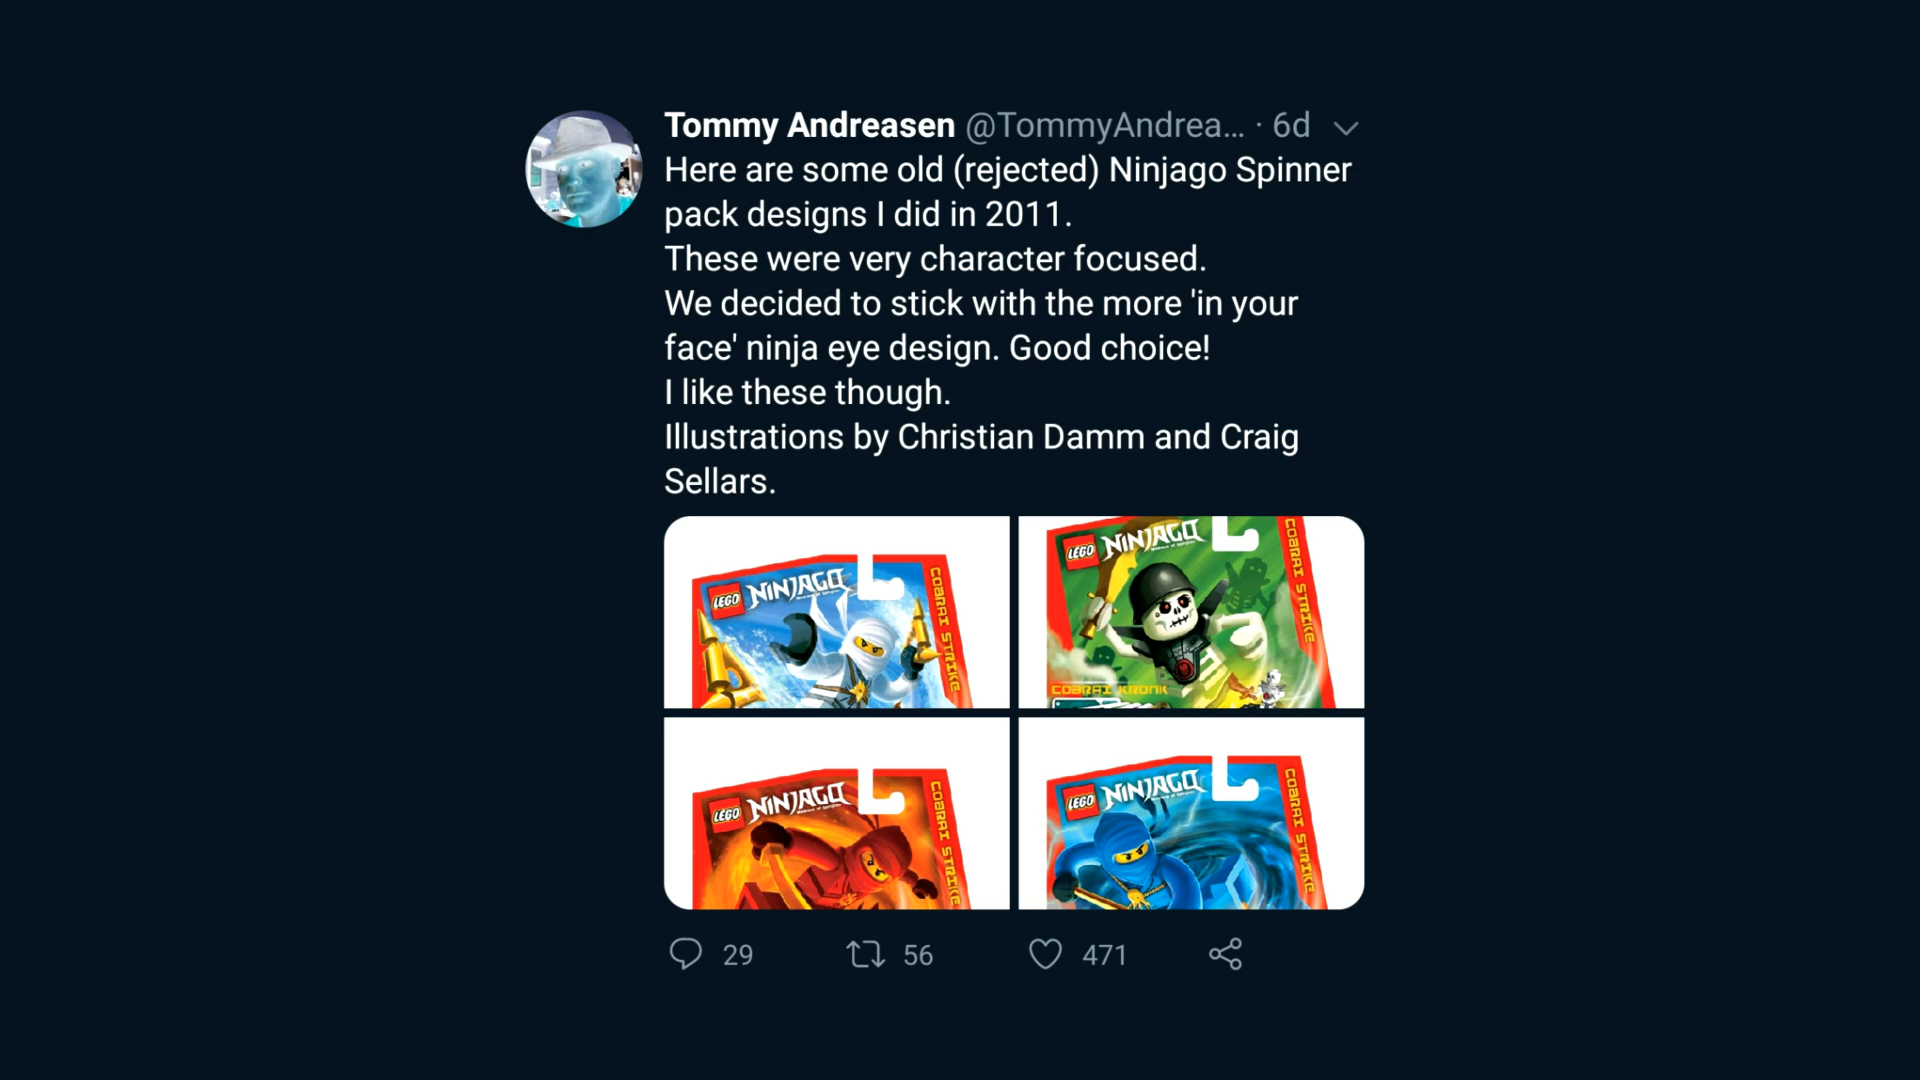 Tommy Andreasen @TommyAndrea... · 6d
Here are some old (rejected) Ninjago Spinner
pack designs I did in 2011.
These were very character focused.
We decided to stick with the more 'in your
face' ninja eye design. Good choice!
I like these though.
Illustrations by Christian Damm and Craig
Sellars.
LEGO NINJAGO
COBRAI STRIKE
LEGO NINJAGO
COBRAI STRIKE
COBRAI KRONK
LEGO NINJAGO
COBRAI STRIKE
LEGO NINJAGO
COBRAI STRIKE
29 56 471